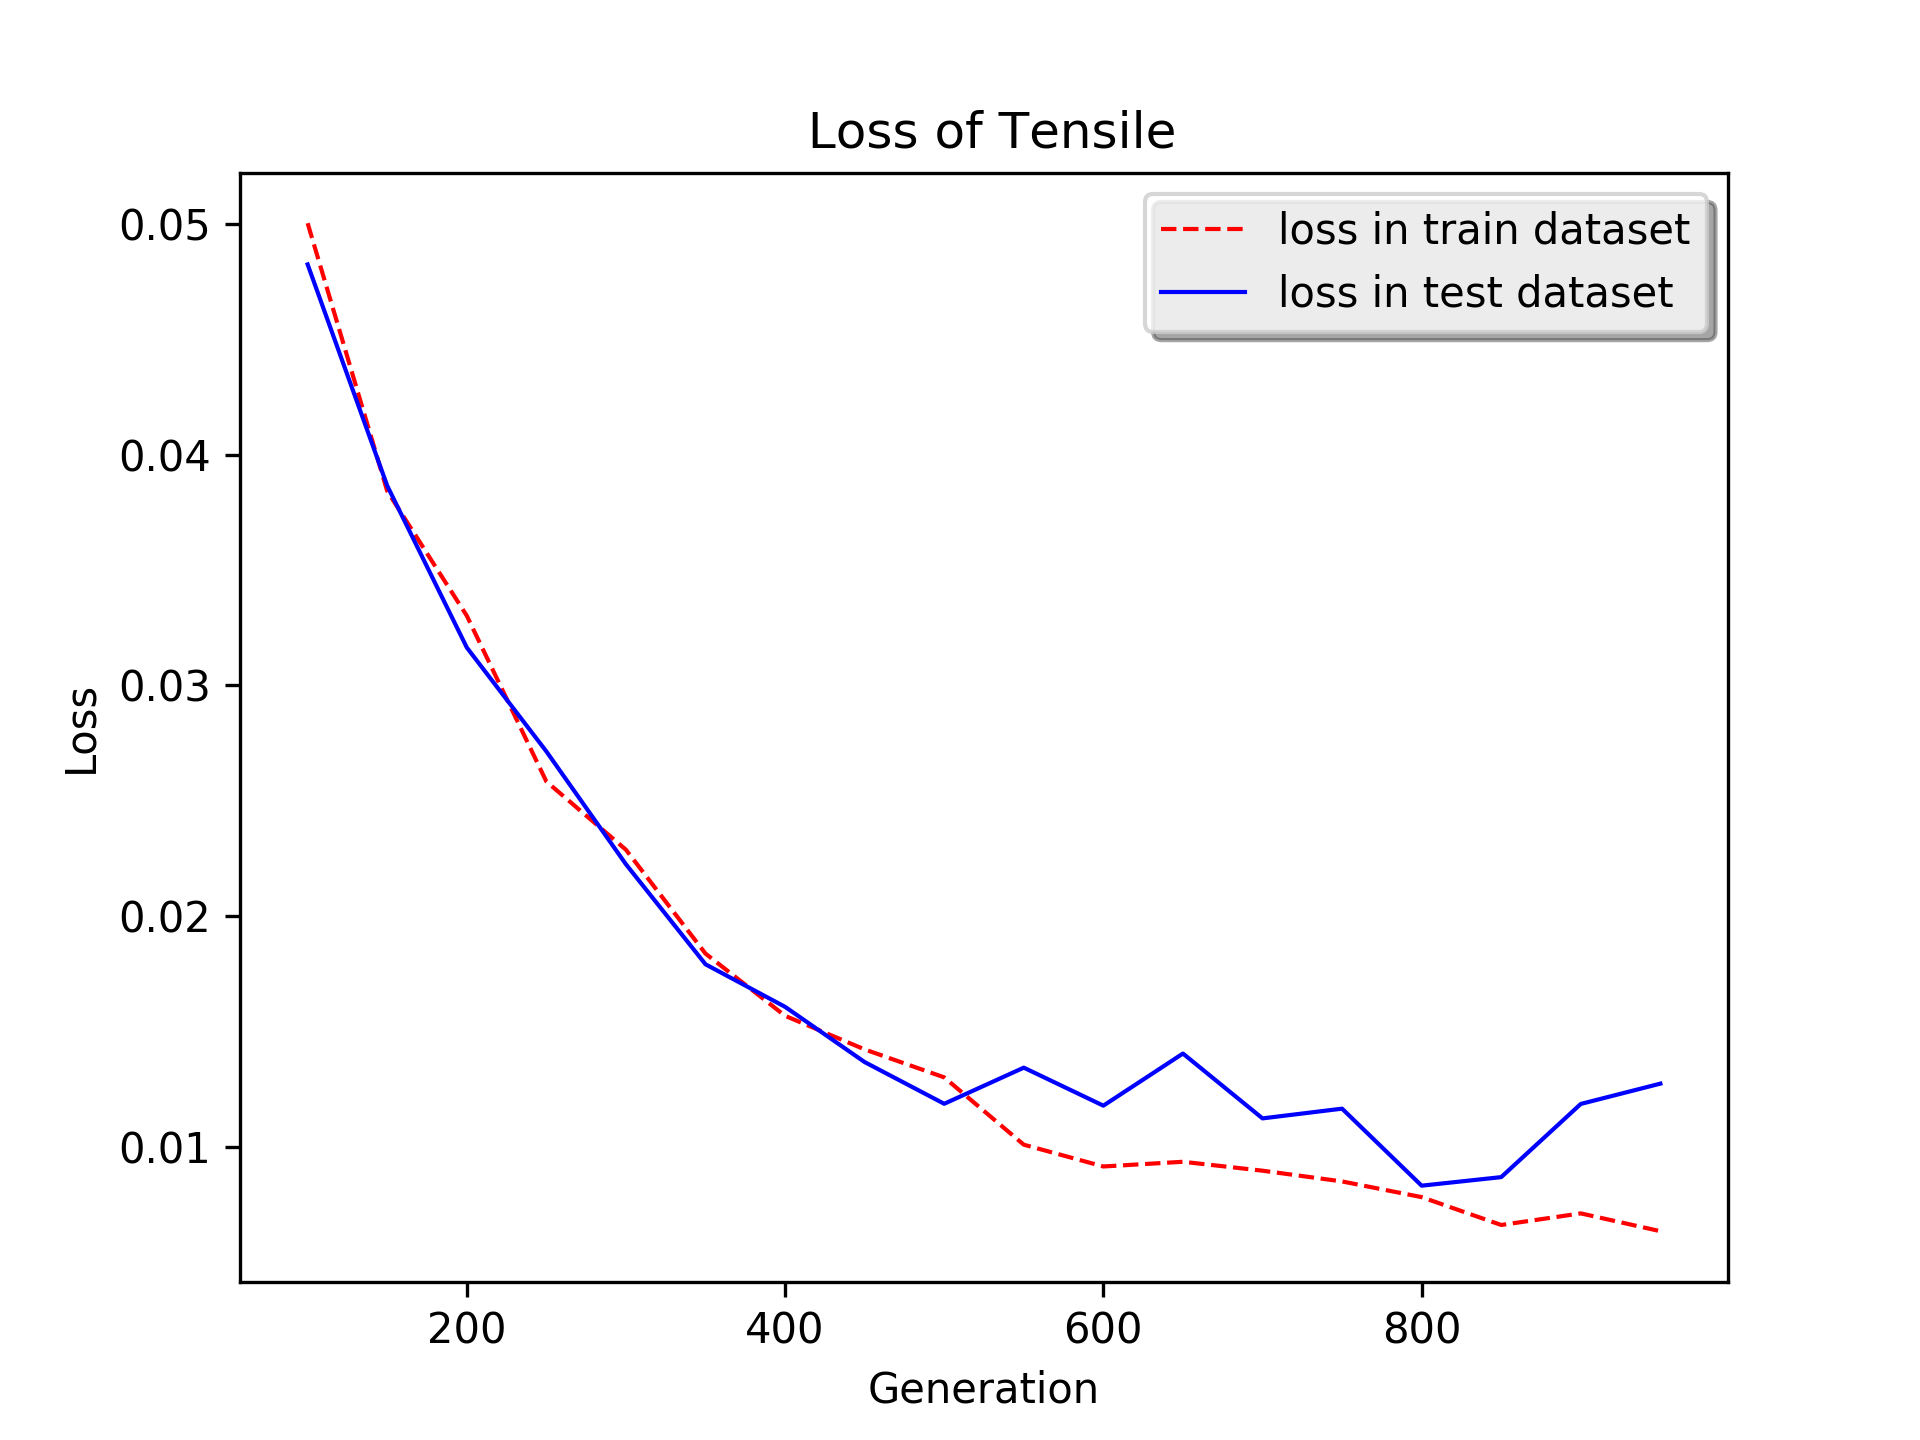 Loss of Tensile
loss in train dataset
loss in test dataset
0.05
0.04
0.03
0.02
0.01
Loss
200 400 600 800
Generation